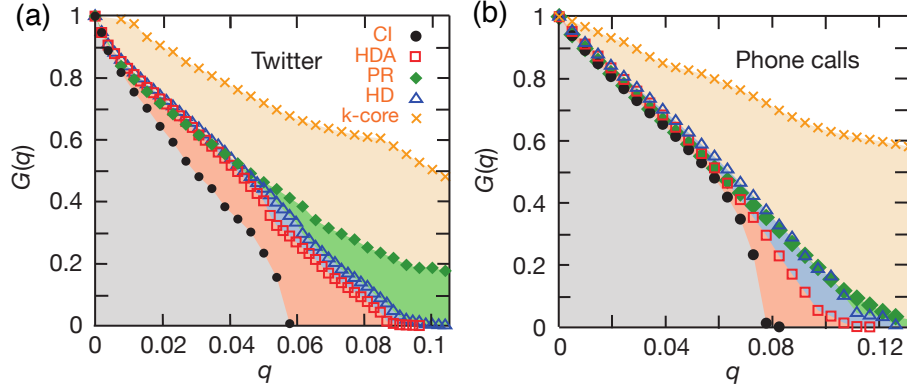 (a)
G(q)
1
0.8
0.6
0.4
0.2
0
Twitter
CI
HDA
PR
HD
k-core
0 0.02 0.04 0.06 0.08 0.1
q
(b)
G(q)
1
0.8
0.6
0.4
0.2
0
Phone calls
0 0.04 0.08 0.12
q